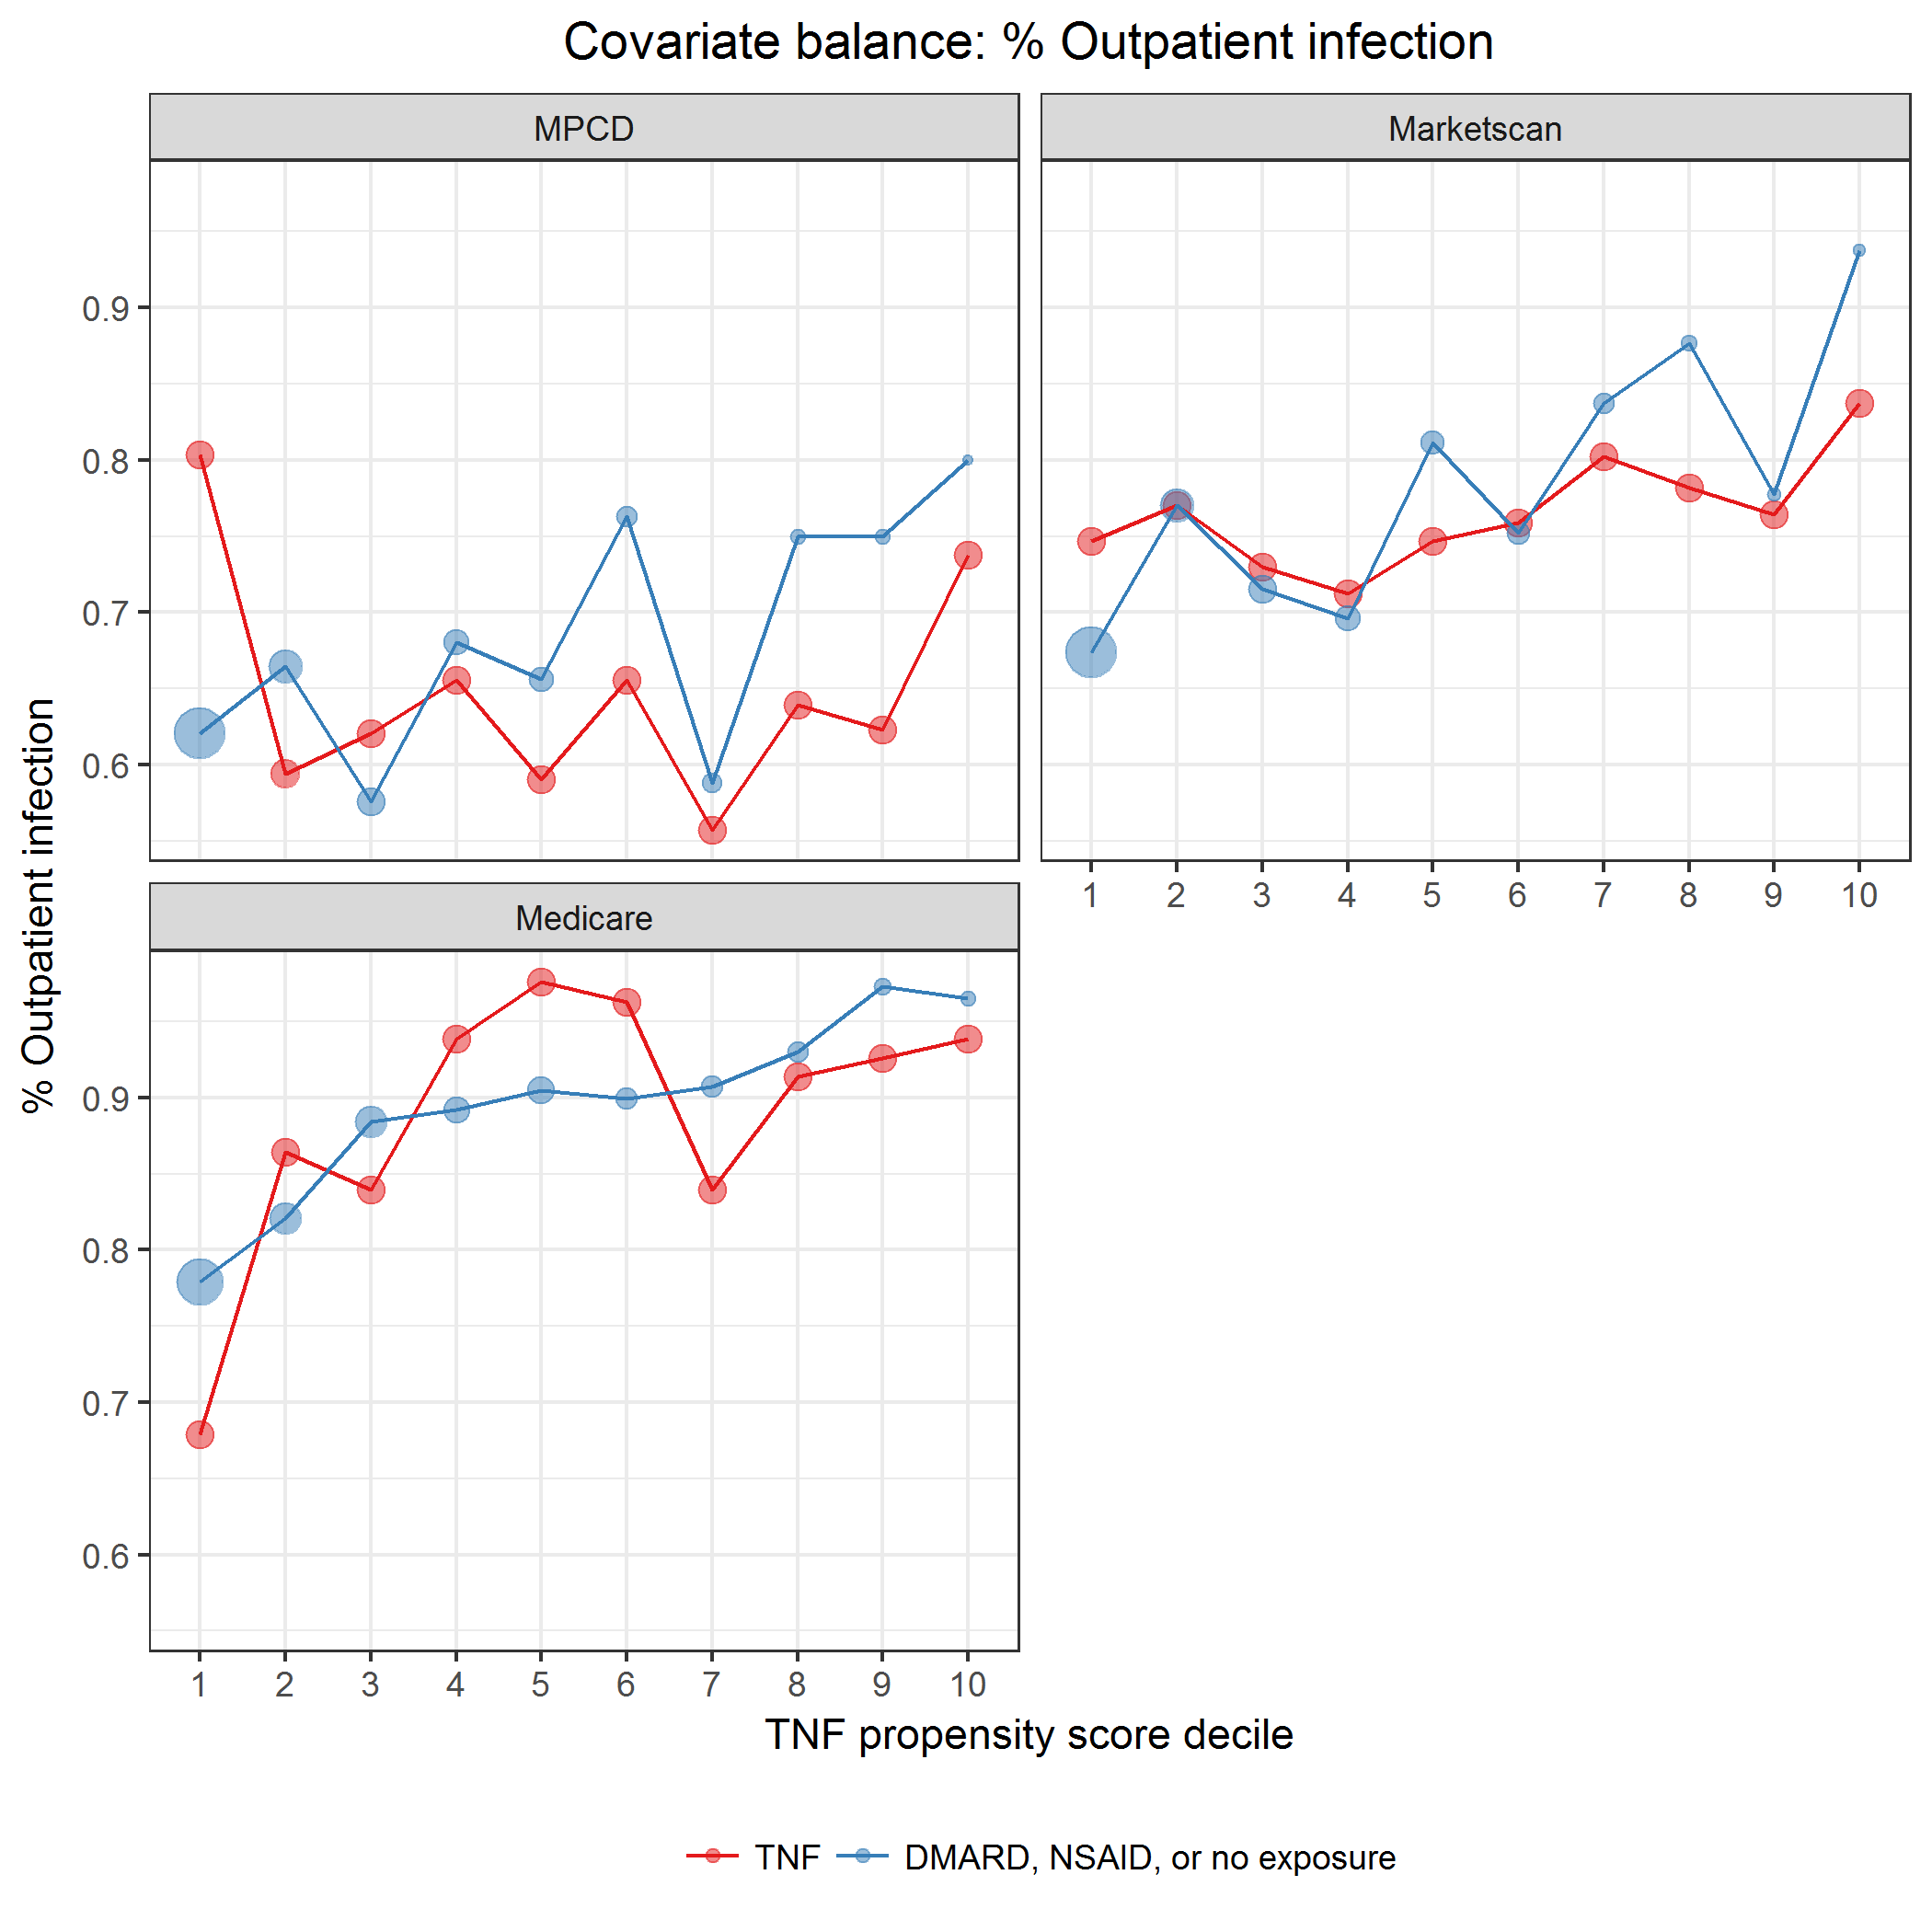 Covariate balance: % Outpatient infection
MPCD
Marketscan
0.9
0.8
0.7
0.6
1 2 3 4 5 6 7 8 9 10
Medicare
0.9
0.8
0.7
0.6
1 2 3 4 5 6 7 8 9 10
% Outpatient infection
TNF propensity score decile
TNF DMARD, NSAID, or no exposure